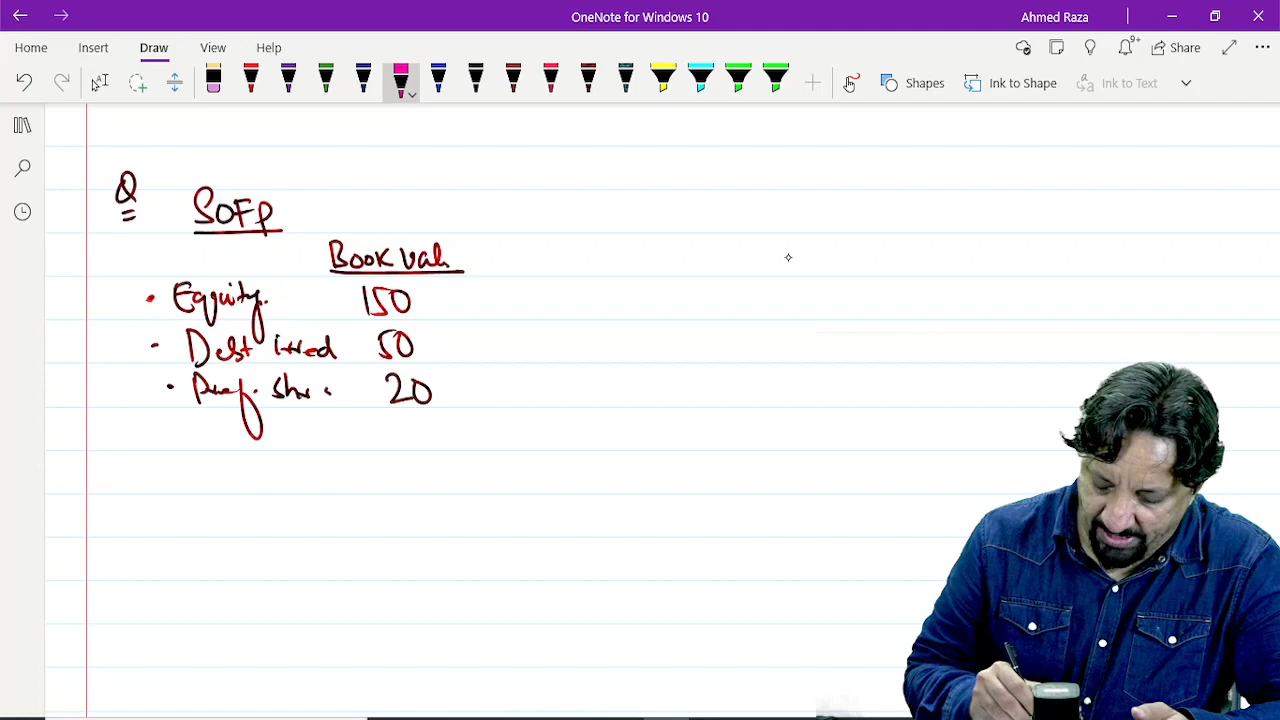 OneNote for Windows 10
Ahmed Raza
Home Insert Draw View Help
Share
Shapes Ink to Shape Ink to Text
Q
SOFP
Book val.
• Equity. 150
• Debt irred 50
• Pref. shr. 20